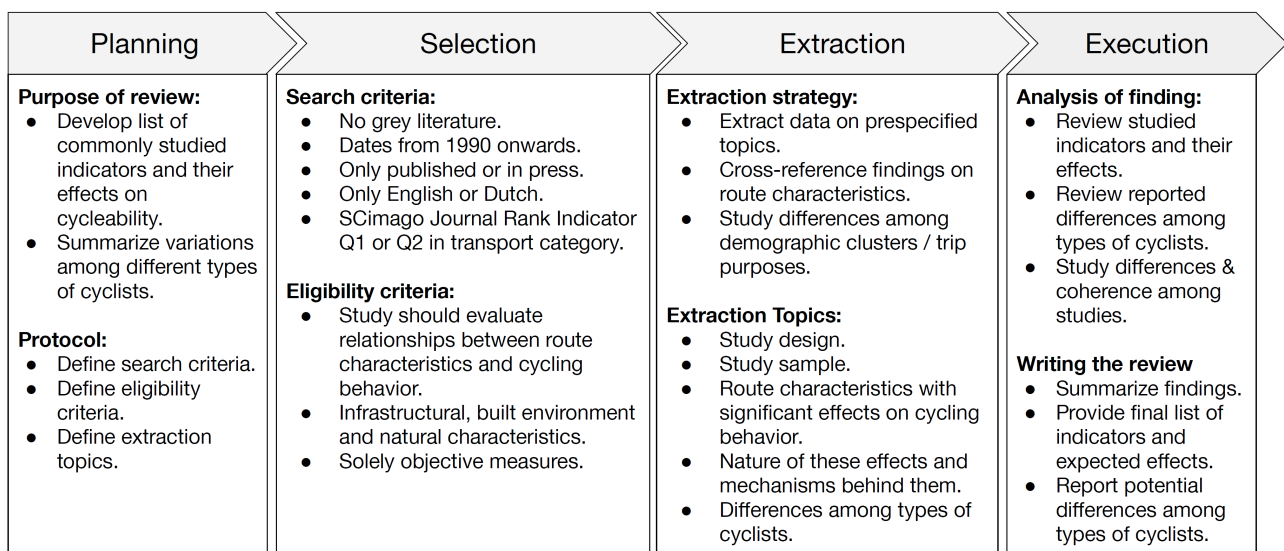 Planning
Purpose of review:
● Develop list of
commonly studied
indicators and their
effects on
cycleability.
● Summarize variations
among different types
of cyclists.
Protocol:
● Define search criteria.
● Define eligibility
criteria.
● Define extraction
topics.
Selection
Search criteria:
● No grey literature.
● Dates from 1990 onwards.
● Only published or in press.
● Only English or Dutch.
● SCimago Journal Rank Indicator
Q1 or Q2 in transport category.
Eligibility criteria:
● Study should evaluate
relationships between route
characteristics and cycling
behavior.
● Infrastructural, built environment
and natural characteristics.
● Solely objective measures.
Extraction
Extraction strategy:
● Extract data on prespecified
topics.
● Cross-reference findings on
route characteristics.
● Study differences among
demographic clusters / trip
purposes.
Extraction Topics:
● Study design.
● Study sample.
● Route characteristics with
significant effects on cycling
behavior.
● Nature of these effects and
mechanisms behind them.
● Differences among types of
cyclists.
Execution
Analysis of finding:
● Review studied
indicators and their
effects.
● Review reported
differences among
types of cyclists.
● Study differences &
coherence among
studies.
Writing the review
● Summarize findings.
● Provide final list of
indicators and
expected effects.
● Report potential
differences among
types of cyclists.